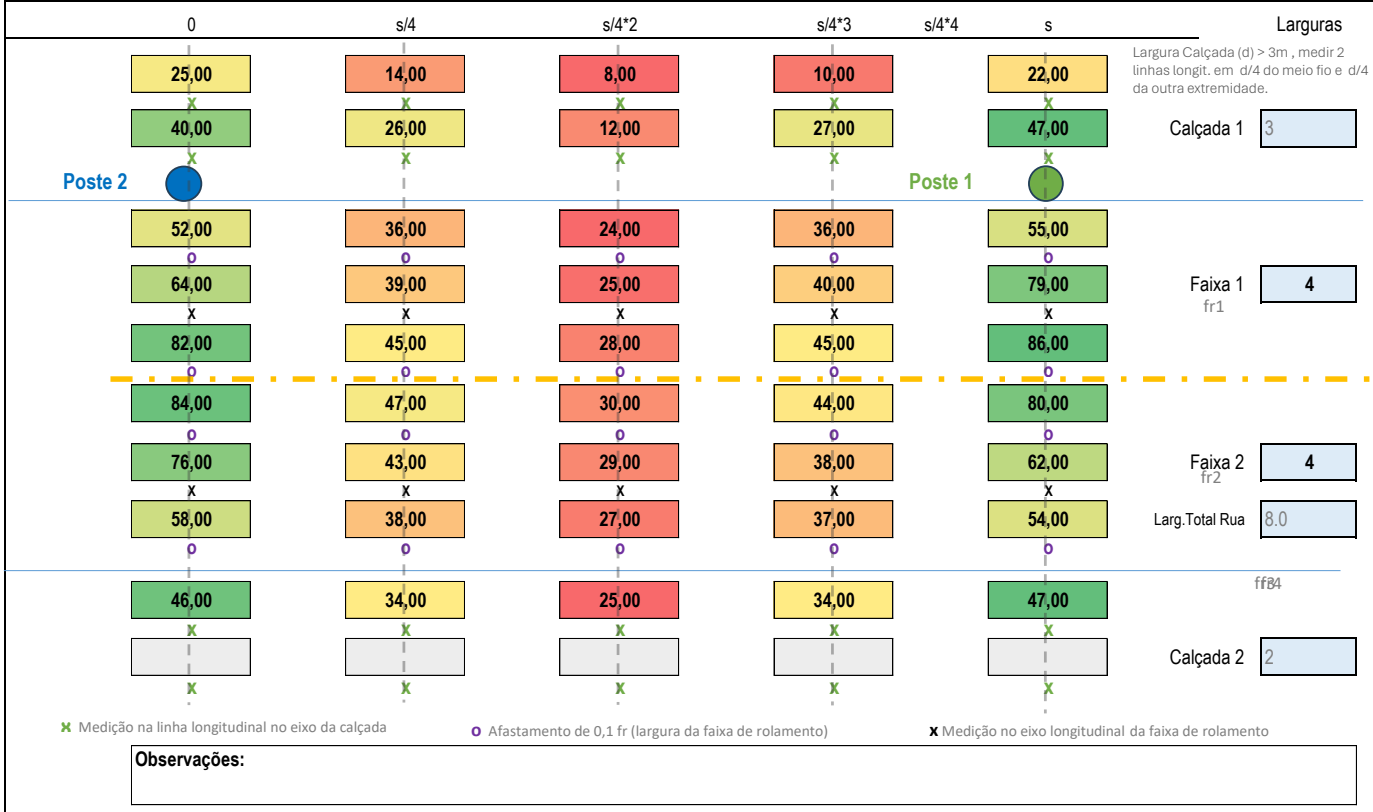 0 s/4 s/4*2 s/4*3 s/4*4 s Larguras
Largura Calçada (d) > 3m , medir 2
linhas longit. em d/4 do meio fio e d/4
da outra extremidade.
25,00 14,00 8,00 10,00 22,00
x x x x x
40,00 26,00 12,00 27,00 47,00 Calçada 1 3
x x x x x
Poste 2 Poste 1
52,00 36,00 24,00 36,00 55,00
o o o o o
64,00 39,00 25,00 40,00 79,00 Faixa 1 4
fr1
x x x x x
82,00 45,00 28,00 45,00 86,00
o o o o o
84,00 47,00 30,00 44,00 80,00
o o o o o
76,00 43,00 29,00 38,00 62,00 Faixa 2 4
fr2
x x x x x
58,00 38,00 27,00 37,00 54,00 Larg.Total Rua 8.0
o o o o o
46,00 34,00 25,00 34,00 47,00
x x x x x
Calçada 2 2
x x x x x
x Medição na linha longitudinal no eixo da calçada o Afastamento de 0,1 fr (largura da faixa de rolamento) x Medição no eixo longitudinal da faixa de rolamento
Observações: